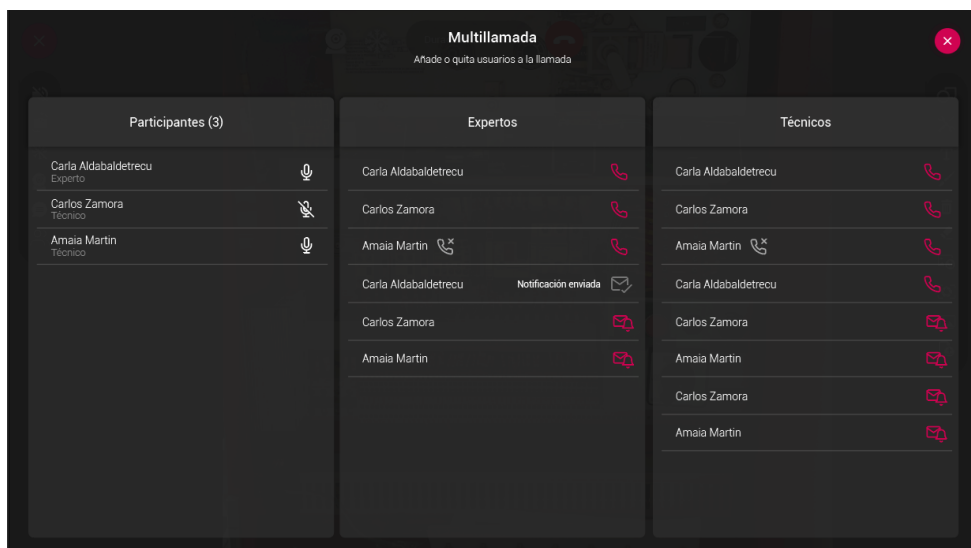 Multillamada
Añade o quita usuarios a la llamada
Participantes (3)
Carla Aldabaldetrecu
Experto
Carlos Zamora
Técnico
Amaia Martin
Técnico
Expertos
Carla Aldabaldetrecu
Carlos Zamora
Amaia Martin
Carla Aldabaldetrecu
Notificación enviada
Carlos Zamora
Amaia Martin
Técnicos
Carla Aldabaldetrecu
Carlos Zamora
Amaia Martin
Carla Aldabaldetrecu
Carlos Zamora
Amaia Martin
Carlos Zamora
Amaia Martin